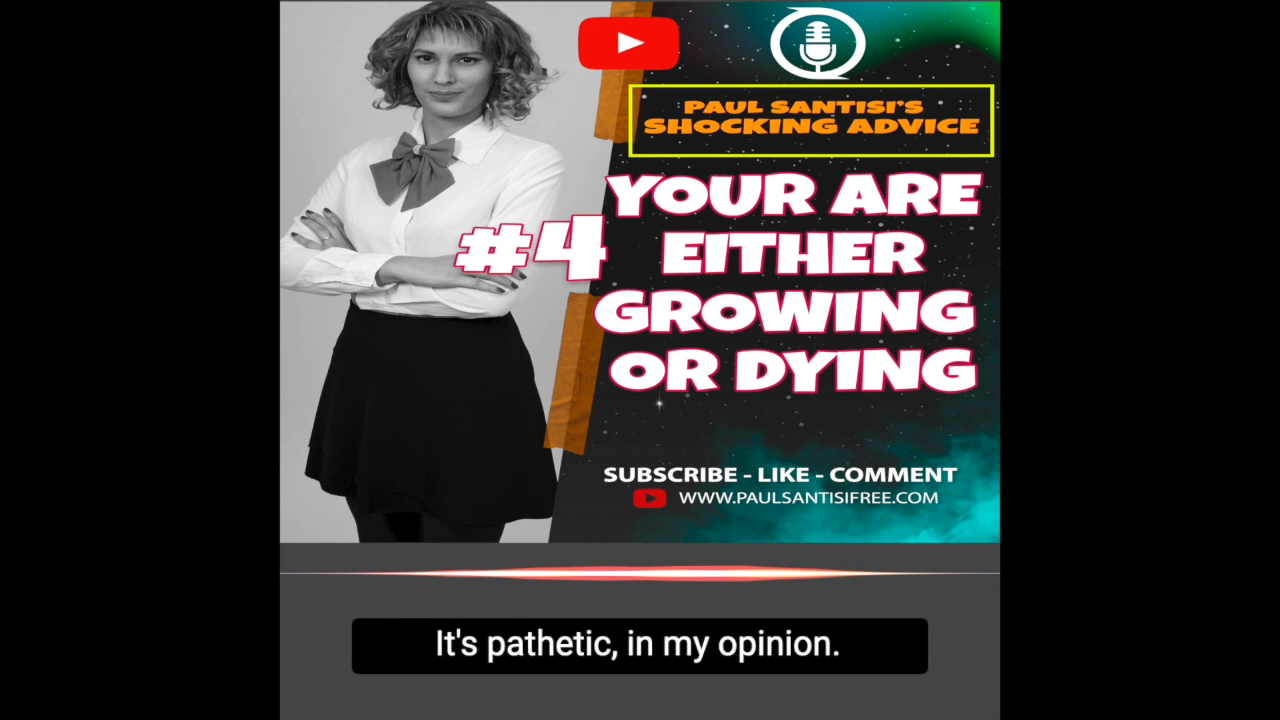 PAUL SANTISI'S
SHOCKING ADVICE
#4
YOUR ARE
EITHER
GROWING
OR DYING
SUBSCRIBE - LIKE - COMMENT
WWW.PAULSANTISIFREE.COM
It's pathetic, in my opinion.